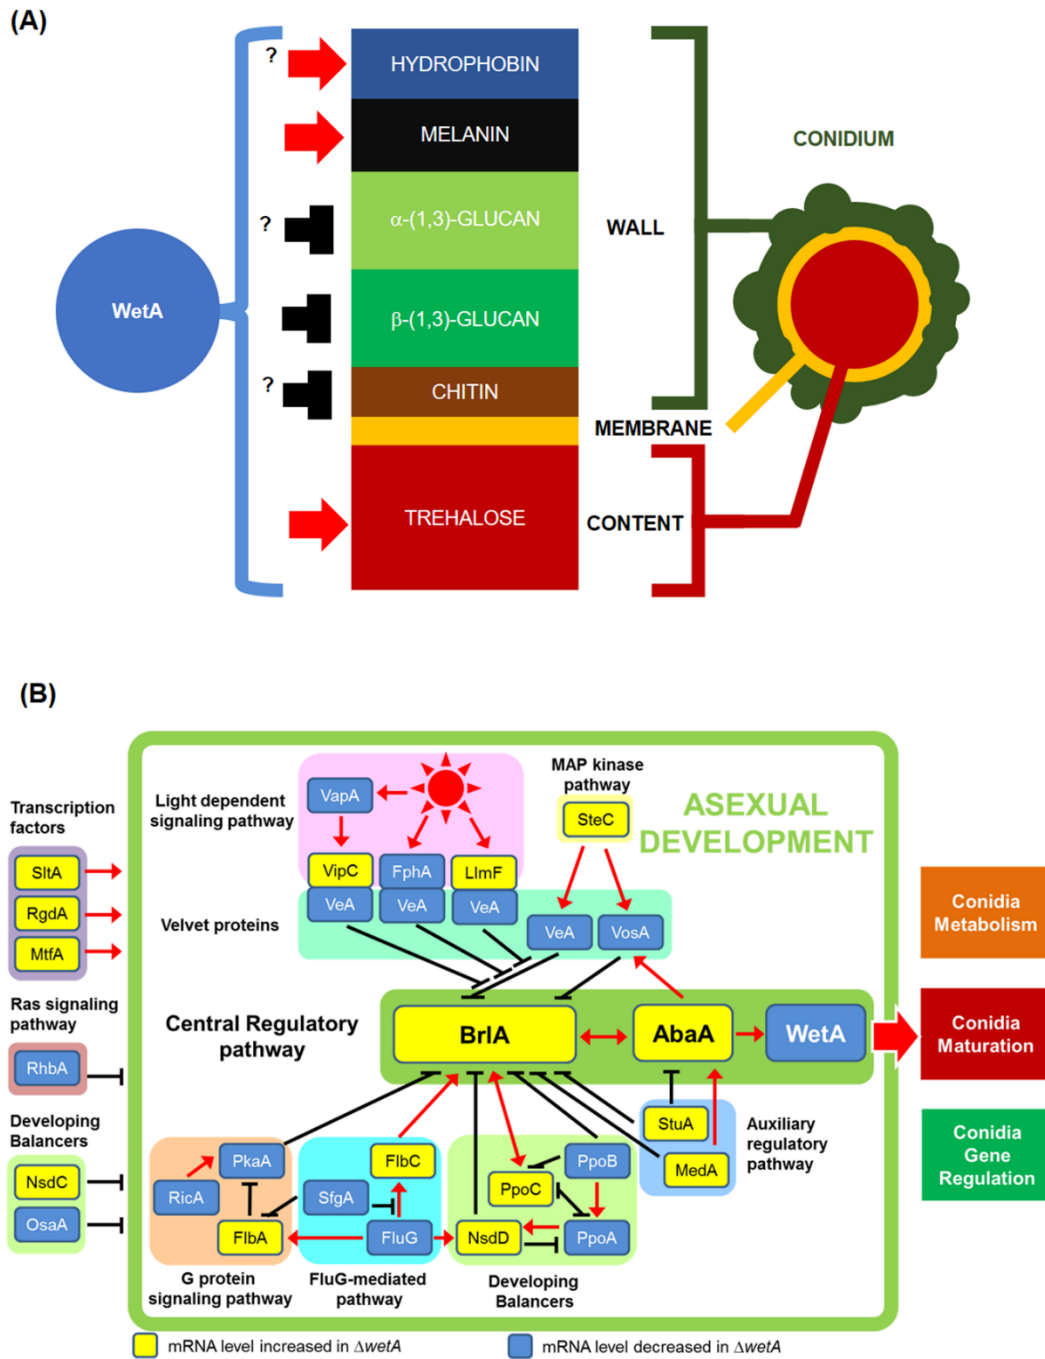 (A)
?
HYDROPHOBIN
MELANIN
CONIDIUM
?
α-(1,3)-GLUCAN
WALL
WetA
β-(1,3)-GLUCAN
?
CHITIN
MEMBRANE
TREHALOSE
CONTENT
(B)
Transcription
factors
SltA
RgdA
MtfA
Ras signaling
pathway
RhbA
Developing
Balancers
NsdC
OsaA
Light dependent
signaling pathway
VapA
VipC
FphA
LlmF
VeA
VeA
VeA
Velvet proteins
MAP kinase
pathway
SteC
VeA
VosA
ASEXUAL
DEVELOPMENT
Central Regulatory
pathway
BrlA
AbaA
WetA
StuA
MedA
Auxiliary
regulatory
pathway
PkaA
RicA
FlbA
G protein
signaling pathway
FlbC
SfgA
FluG
FluG-mediated
pathway
PpoB
PpoC
NsdD
PpoA
Developing
Balancers
Conidia
Metabolism
Conidia
Maturation
Conidia
Gene
Regulation
mRNA level increased in ΔwetA
mRNA level decreased in ΔwetA